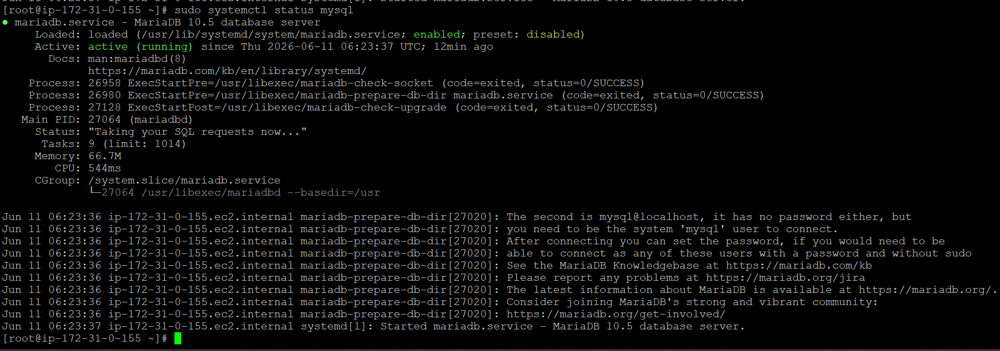 [root@ip-172-31-0-155 ~]# sudo systemctl status mysql
● mariadb.service - MariaDB 10.5 database server
Loaded: loaded (/usr/lib/systemd/system/mariadb.service; enabled; preset: disabled)
Active: active (running) since Thu 2026-06-11 06:23:37 UTC; 12min ago
Docs: man:mariadbd(8)
https://mariadb.com/kb/en/library/systemd/
Process: 26958 ExecStartPre=/usr/libexec/mariadb-check-socket (code=exited, status=0/SUCCESS)
Process: 26980 ExecStartPre=/usr/libexec/mariadb-prepare-db-dir mariadb.service (code=exited, status=0/SUCCESS)
Process: 27128 ExecStartPost=/usr/libexec/mariadb-check-upgrade (code=exited, status=0/SUCCESS)
Main PID: 27064 (mariadbd)
Status: "Taking your SQL requests now..."
Tasks: 9 (limit: 1014)
Memory: 66.7M
CPU: 544ms
CGroup: /system.slice/mariadb.service
└─27064 /usr/libexec/mariadbd --basedir=/usr
Jun 11 06:23:36 ip-172-31-0-155.ec2.internal mariadb-prepare-db-dir[27020]: The second is mysql@localhost, it has no password either, but
Jun 11 06:23:36 ip-172-31-0-155.ec2.internal mariadb-prepare-db-dir[27020]: you need to be the system 'mysql' user to connect.
Jun 11 06:23:36 ip-172-31-0-155.ec2.internal mariadb-prepare-db-dir[27020]: After connecting you can set the password, if you would need to be
Jun 11 06:23:36 ip-172-31-0-155.ec2.internal mariadb-prepare-db-dir[27020]: able to connect as any of these users with a password and without sudo
Jun 11 06:23:36 ip-172-31-0-155.ec2.internal mariadb-prepare-db-dir[27020]: See the MariaDB Knowledgebase at https://mariadb.com/kb
Jun 11 06:23:36 ip-172-31-0-155.ec2.internal mariadb-prepare-db-dir[27020]: Please report any problems at https://mariadb.org/jira
Jun 11 06:23:36 ip-172-31-0-155.ec2.internal mariadb-prepare-db-dir[27020]: The latest information about MariaDB is available at https://mariadb.org/.
Jun 11 06:23:36 ip-172-31-0-155.ec2.internal mariadb-prepare-db-dir[27020]: Consider joining MariaDB's strong and vibrant community:
Jun 11 06:23:36 ip-172-31-0-155.ec2.internal mariadb-prepare-db-dir[27020]: https://mariadb.org/get-involved/
Jun 11 06:23:37 ip-172-31-0-155.ec2.internal systemd[1]: Started mariadb.service - MariaDB 10.5 database server.
[root@ip-172-31-0-155 ~]#